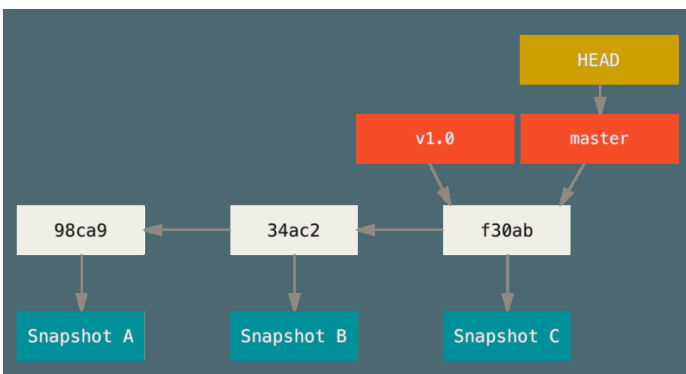 HEAD
v1.0
master
98ca9
34ac2
f30ab
Snapshot A
Snapshot B
Snapshot C